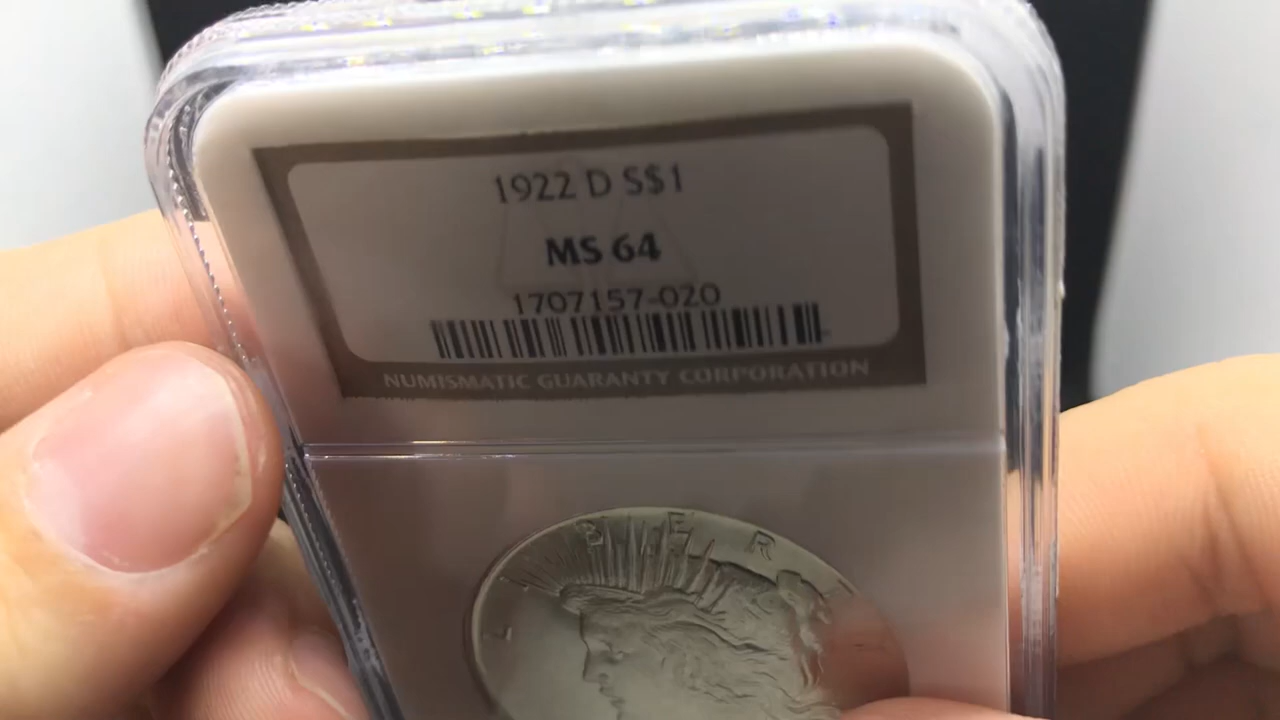 1922 D S$1
MS 64
1707157-020
NUMISMATIC GUARANTY CORPORATION
L I B E R T